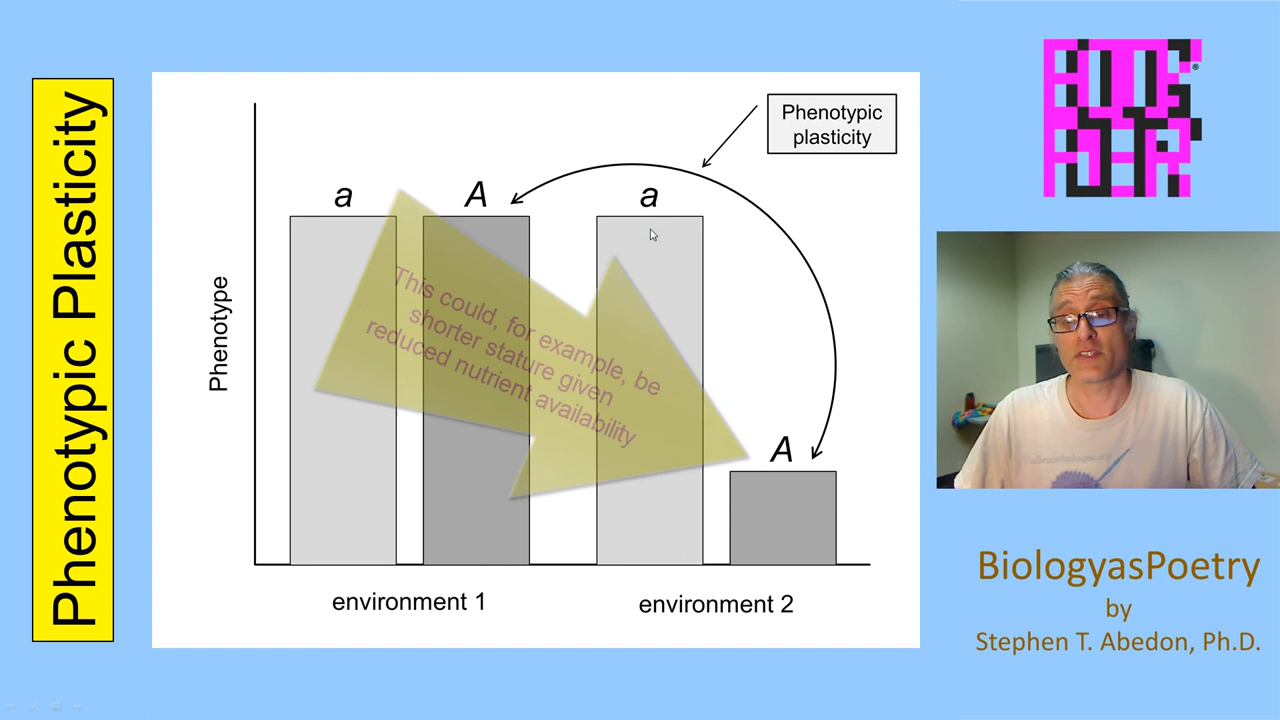 Phenotypic Plasticity
Phenotypic
plasticity
a
A
a
A
This could, for example, be
shorter stature given
reduced nutrient availability
Phenotype
environment 1
environment 2
®
BiologyasPoetry
by
Stephen T. Abedon, Ph.D.